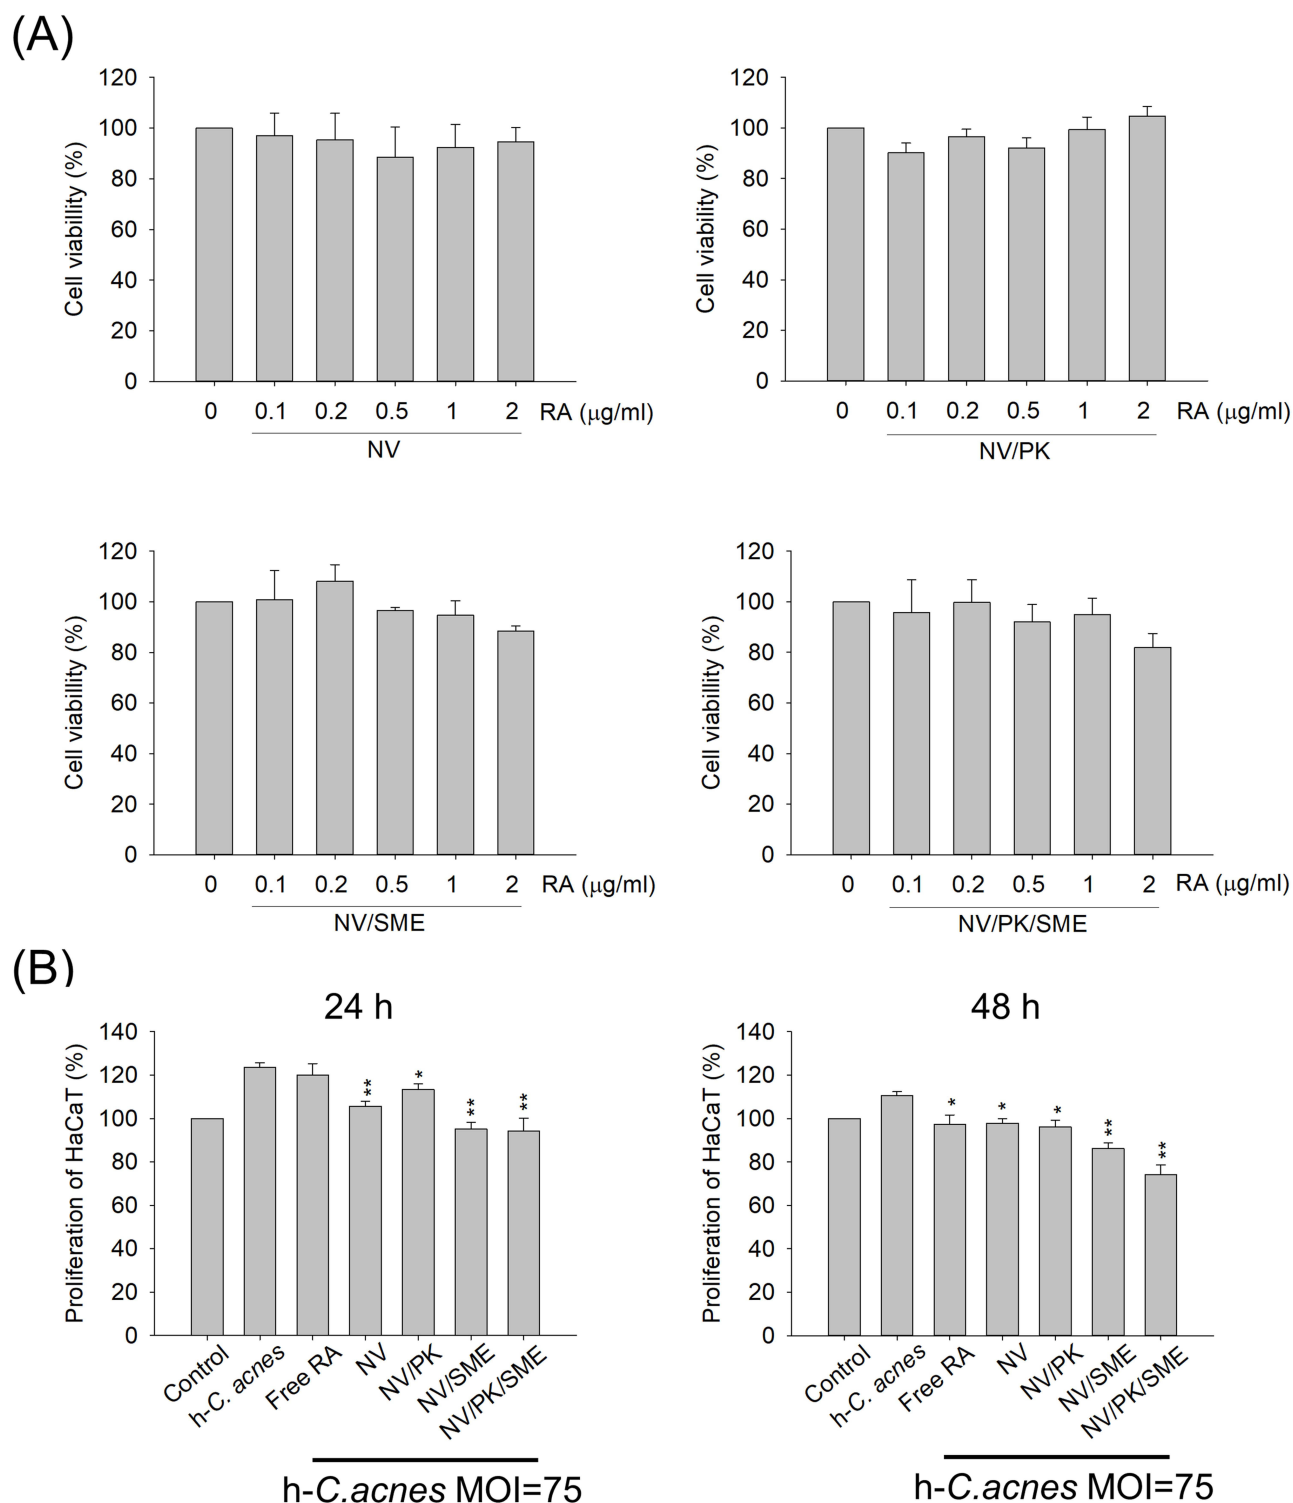 (A)
120
100
80
60
40
20
0
Cell viability (%)
0 0.1 0.2 0.5 1 2 RA (μg/ml)
NV
120
100
80
60
40
20
0
Cell viability (%)
0 0.1 0.2 0.5 1 2 RA (μg/ml)
NV/PK
120
100
80
60
40
20
0
Cell viability (%)
0 0.1 0.2 0.5 1 2 RA (μg/ml)
NV/SME
120
100
80
60
40
20
0
Cell viability (%)
0 0.1 0.2 0.5 1 2 RA (μg/ml)
NV/PK/SME
(B)
24 h
140
120
100
80
60
40
20
0
Proliferation of HaCaT (%)
** * ** **
Control
h-C. acnes
Free RA
NV
NV/PK
NV/SME
NV/PK/SME
h-C.acnes MOI=75
48 h
140
120
100
80
60
40
20
0
Proliferation of HaCaT (%)
* * * ** **
Control
h-C. acnes
Free RA
NV
NV/PK
NV/SME
NV/PK/SME
h-C.acnes MOI=75